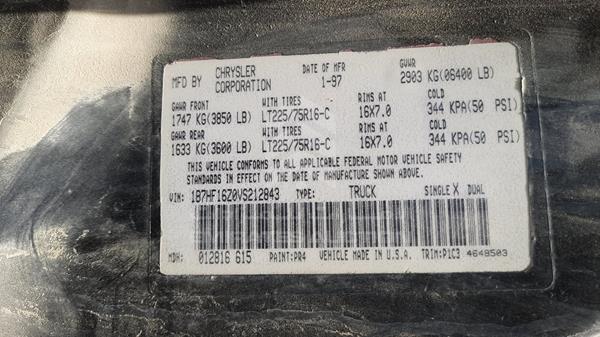 MFD BY CHRYSLER CORPORATION DATE OF MFR 1-97 GVWR 2903 KG(06400 LB)
GAWR FRONT WITH TIRES RIMS AT COLD
1747 KG(3850 LB) LT225/75R16-C 16X7.0 344 KPA(50 PSI)
GAWR REAR WITH TIRES RIMS AT COLD
1633 KG(3600 LB) LT225/75R16-C 16X7.0 344 KPA(50 PSI)
THIS VEHICLE CONFORMS TO ALL APPLICABLE FEDERAL MOTOR VEHICLE SAFETY
STANDARDS IN EFFECT ON THE DATE OF MANUFACTURE SHOWN ABOVE.
VIN: 1B7HF16Z0VS212843 TYPE: TRUCK SINGLE X DUAL
MDH: 012816 615 PAINT:PR4 VEHICLE MADE IN U.S.A. TRIM:P1C3 4648503